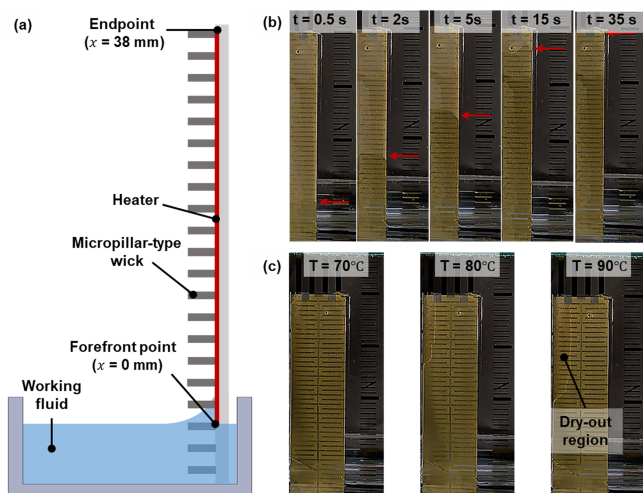 (a)
Endpoint
(x = 38 mm)
Heater
Micropillar-type
wick
Forefront point
(x = 0 mm)
Working
fluid
(b)
t = 0.5 s
t = 2s
t = 5s
t = 15 s
t = 35 s
(c)
T = 70℃
T = 80℃
T = 90℃
Dry-out
region